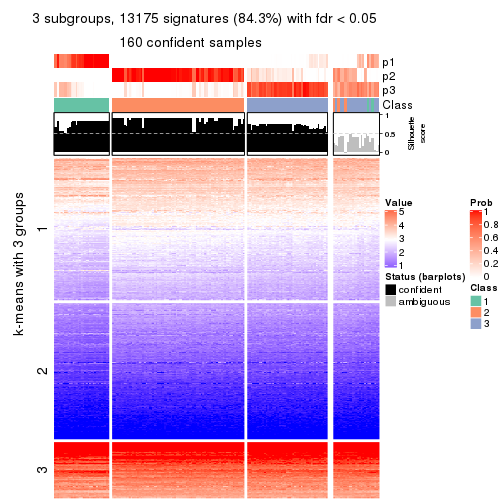 3 subgroups, 13175 signatures (84.3%) with fdr < 0.05
160 confident samples
p1
p2
p3
Class
1
0.5
0
Silhouette
score
k-means with 3 groups
1
2
3
Value
5
4
3
2
1
Status (barplots)
confident
ambiguous
Prob
1
0.8
0.6
0.4
0.2
0
Class
1
2
3